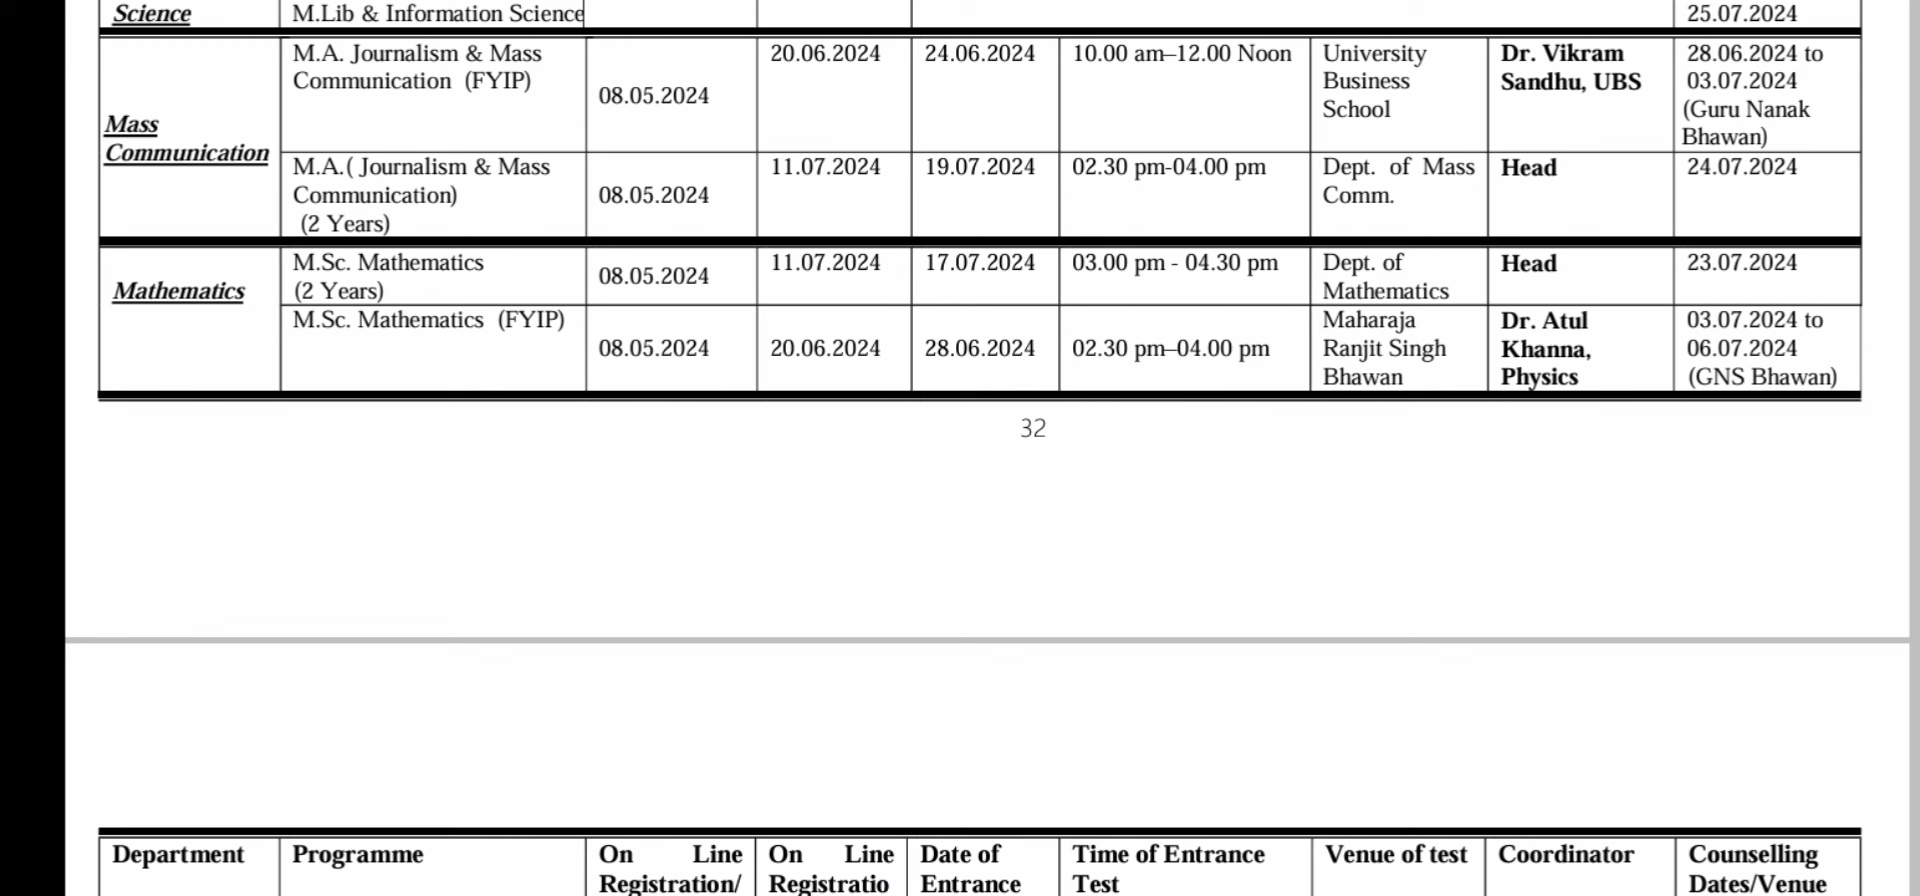 Science M.Lib & Information Science 25.07.2024
Mass
Communication
M.A. Journalism & Mass
Communication (FYIP)
08.05.2024
20.06.2024
24.06.2024
10.00 am–12.00 Noon
University
Business
School
Dr. Vikram
Sandhu, UBS
28.06.2024 to
03.07.2024
(Guru Nanak
Bhawan)
M.A.( Journalism & Mass
Communication)
(2 Years)
08.05.2024
11.07.2024
19.07.2024
02.30 pm-04.00 pm
Dept. of Mass
Comm.
Head
24.07.2024
Mathematics
M.Sc. Mathematics
(2 Years)
08.05.2024
11.07.2024
17.07.2024
03.00 pm - 04.30 pm
Dept. of
Mathematics
Head
23.07.2024
M.Sc. Mathematics (FYIP)
08.05.2024
20.06.2024
28.06.2024
02.30 pm–04.00 pm
Maharaja
Ranjit Singh
Bhawan
Dr. Atul
Khanna,
Physics
03.07.2024 to
06.07.2024
(GNS Bhawan)
32
Department
Programme
On Line
Registration/
On Line
Registratio
Date of
Entrance
Time of Entrance
Test
Venue of test
Coordinator
Counselling
Dates/Venue